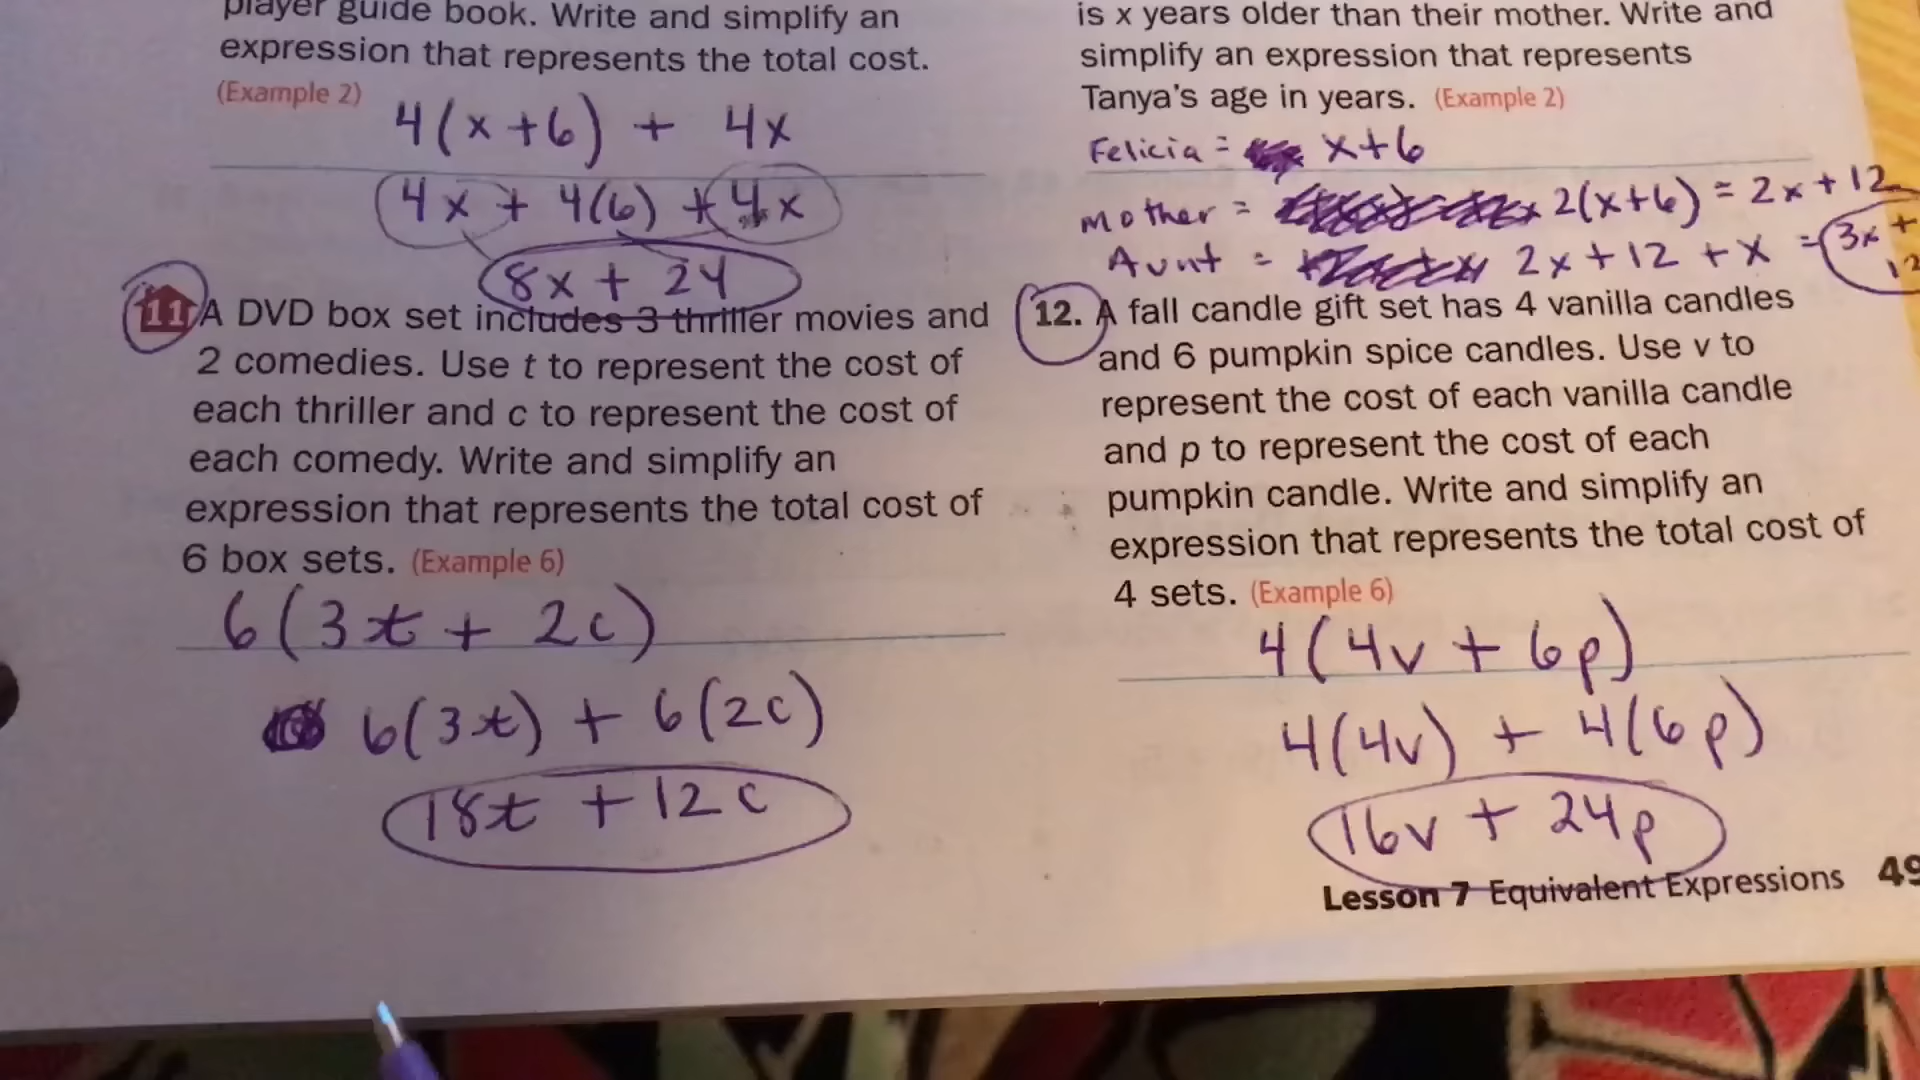 player guide book. Write and simplify an
expression that represents the total cost.
(Example 2)
4(x+6) + 4x
4x + 4(6) + 4x
8x + 24
11 A DVD box set includes 3 thriller movies and
2 comedies. Use t to represent the cost of
each thriller and c to represent the cost of
each comedy. Write and simplify an
expression that represents the total cost of
6 box sets. (Example 6)
6(3t + 2c)
6(3t) + 6(2c)
18t + 12c
is x years older than their mother. Write and
simplify an expression that represents
Tanya's age in years. (Example 2)
Felicia = x+6
Mother = 2(x+6) = 2x+12
Aunt = 2x+12 +x = 3x +
12
12. A fall candle gift set has 4 vanilla candles
and 6 pumpkin spice candles. Use v to
represent the cost of each vanilla candle
and p to represent the cost of each
pumpkin candle. Write and simplify an
expression that represents the total cost of
4 sets. (Example 6)
4(4v + 6p)
4(4v) + 4(6p)
16v + 24p
Lesson 7 Equivalent Expressions